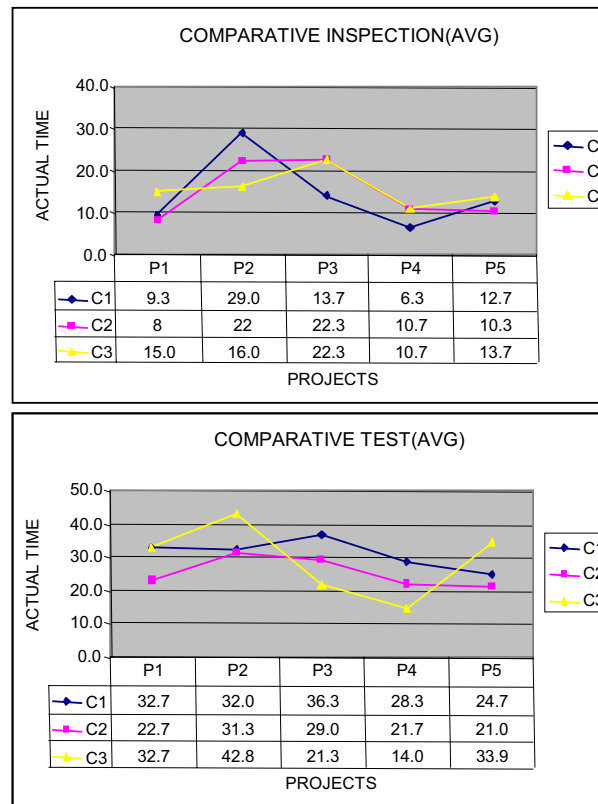 COMPARATIVE INSPECTION(AVG)
ACTUAL TIME
40.0
30.0
20.0
10.0
0.0
C
C
C
P1 P2 P3 P4 P5
C1 9.3 29.0 13.7 6.3 12.7
C2 8 22 22.3 10.7 10.3
C3 15.0 16.0 22.3 10.7 13.7
PROJECTS
COMPARATIVE TEST(AVG)
ACTUAL TIME
50.0
40.0
30.0
20.0
10.0
0.0
C1
C2
C3
P1 P2 P3 P4 P5
C1 32.7 32.0 36.3 28.3 24.7
C2 22.7 31.3 29.0 21.7 21.0
C3 32.7 42.8 21.3 14.0 33.9
PROJECTS